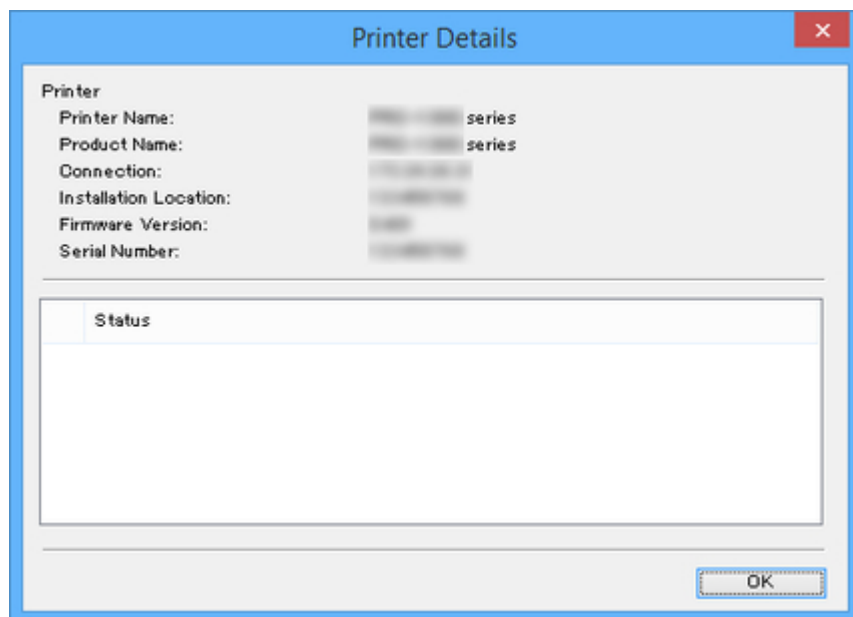 Printer Details
Printer
Printer Name: series
Product Name: series
Connection:
Installation Location:
Firmware Version:
Serial Number:
Status
OK